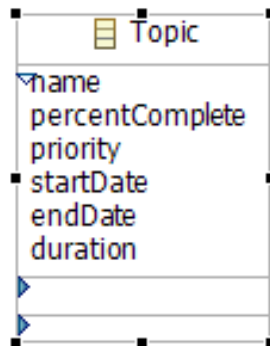 Topic
name
percentComplete
priority
startDate
endDate
duration